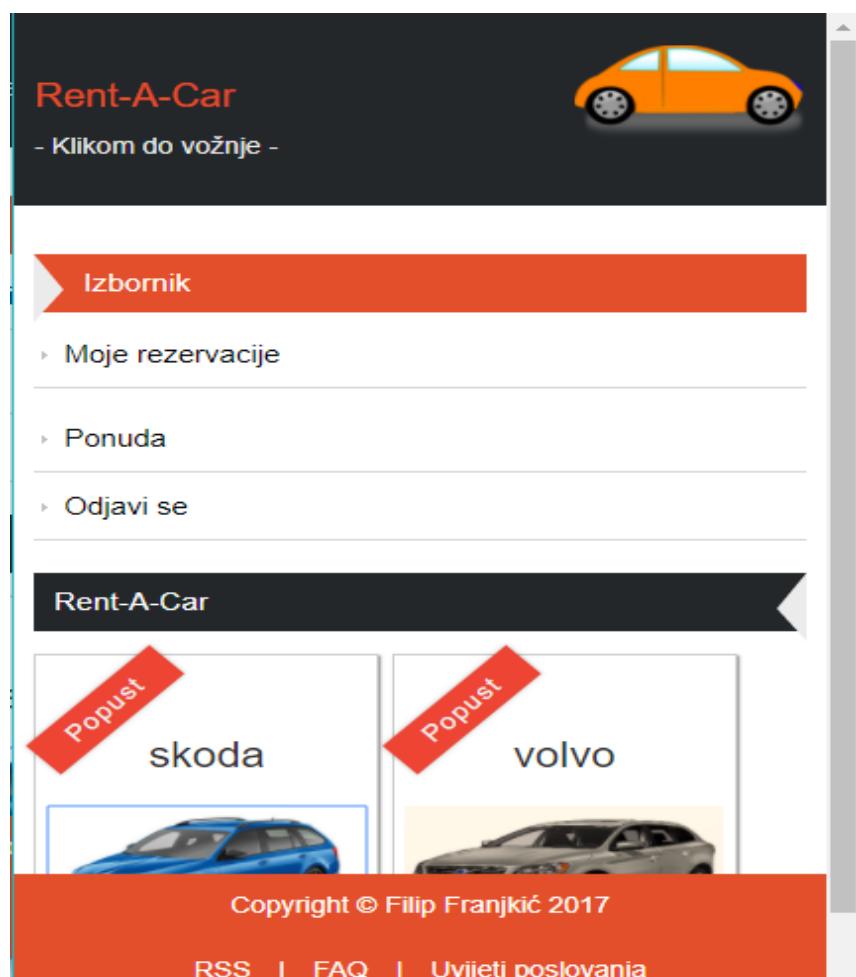 Rent-A-Car
- Klikom do vožnje -
Izbornik
Moje rezervacije
Ponuda
Odjavi se
Rent-A-Car
Popust
skoda
Popust
volvo
Copyright © Filip Franjkić 2017
RSS | FAQ | Uvijeti poslovanja